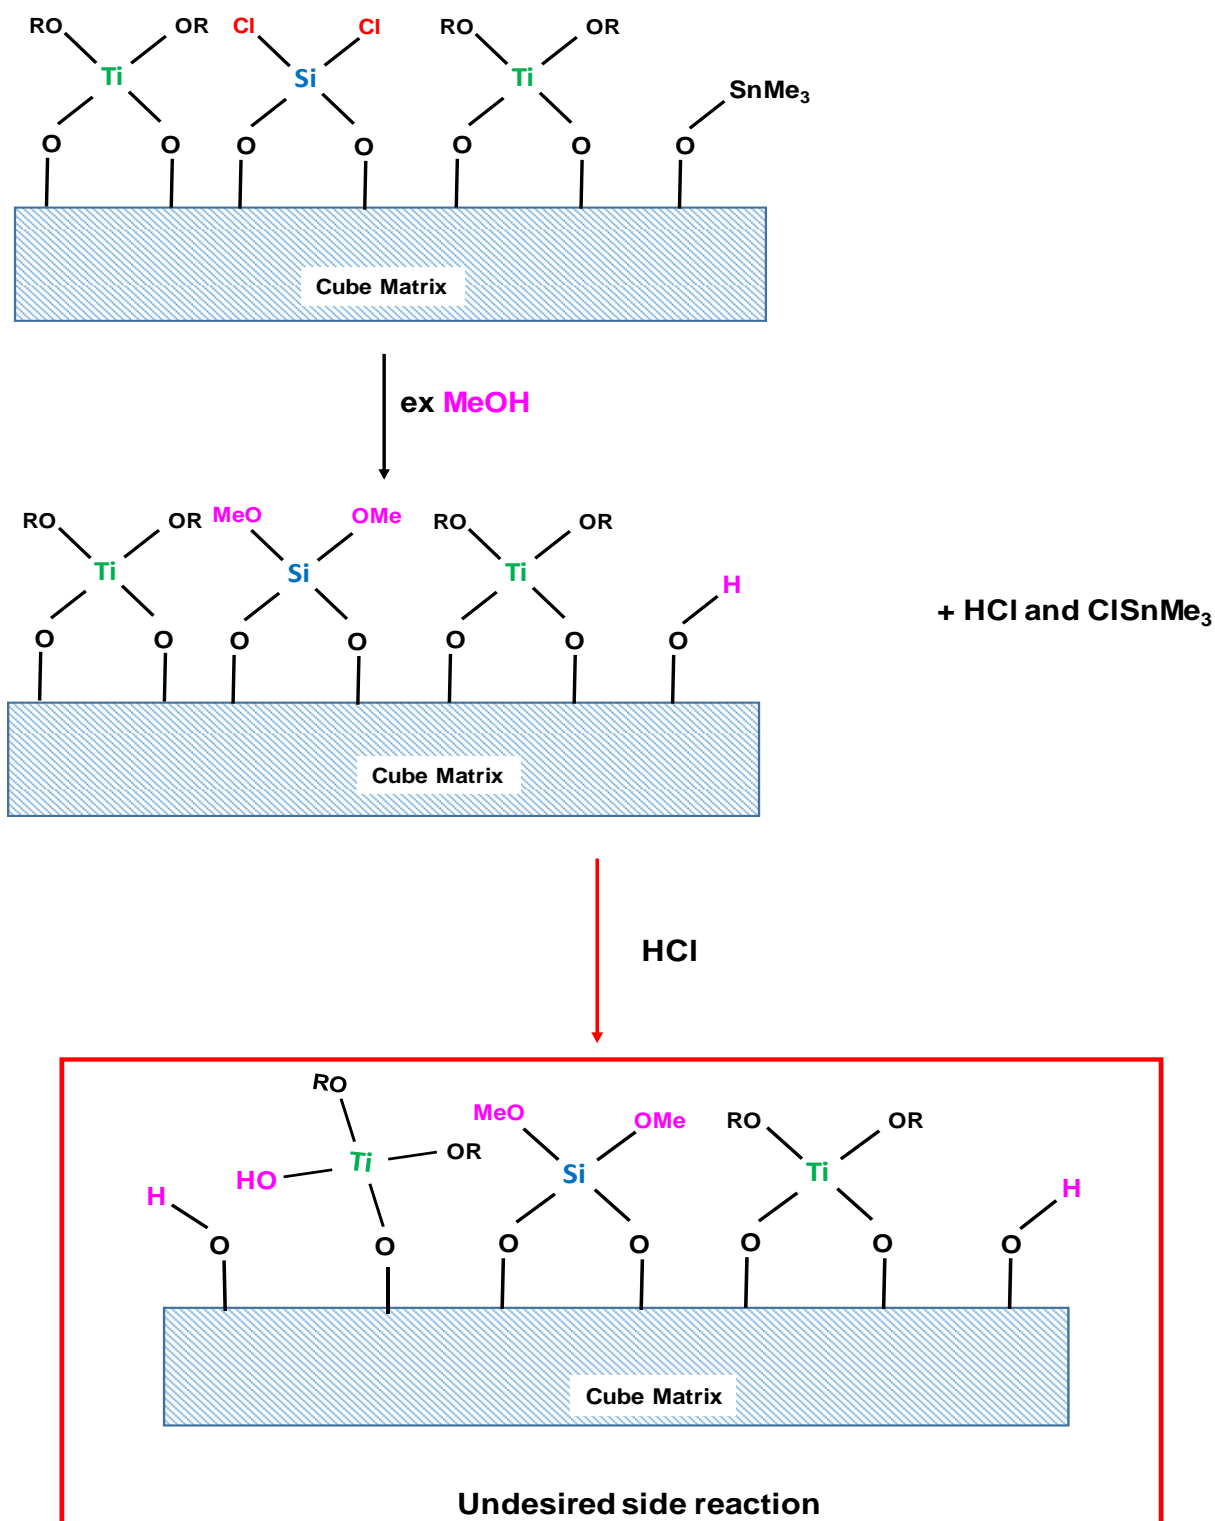 RO OR Cl Cl RO OR
Ti Si Ti SnMe3
O O O O O O O
Cube Matrix
ex MeOH
RO OR MeO OMe RO OR
Ti Si Ti H
+ HCl and ClSnMe3
O O O O O O O
Cube Matrix
HCl
RO MeO OMe RO OR
HO Ti OR Si Ti
H H
O O O O O O O
Cube Matrix
Undesired side reaction